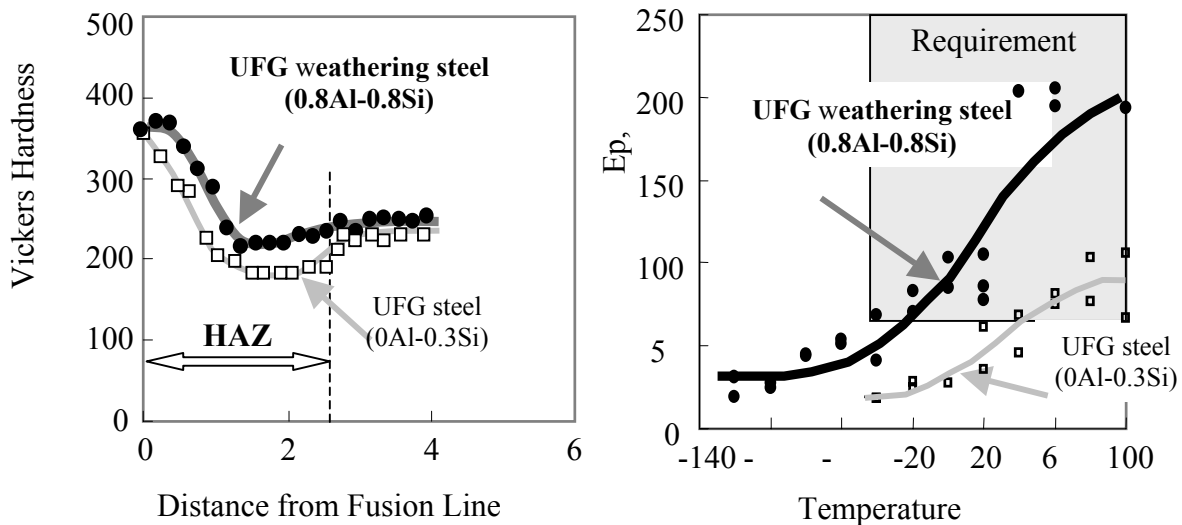 500
400
300
200
100
0
Vickers Hardness
UFG weathering steel
(0.8Al-0.8Si)
UFG steel
(0Al-0.3Si)
HAZ
0 2 4 6
Distance from Fusion Line
250
200
150
100
5
0
Ep,
Requirement
UFG weathering steel
(0.8Al-0.8Si)
UFG steel
(0Al-0.3Si)
-140 - - -20 20 6 100
Temperature